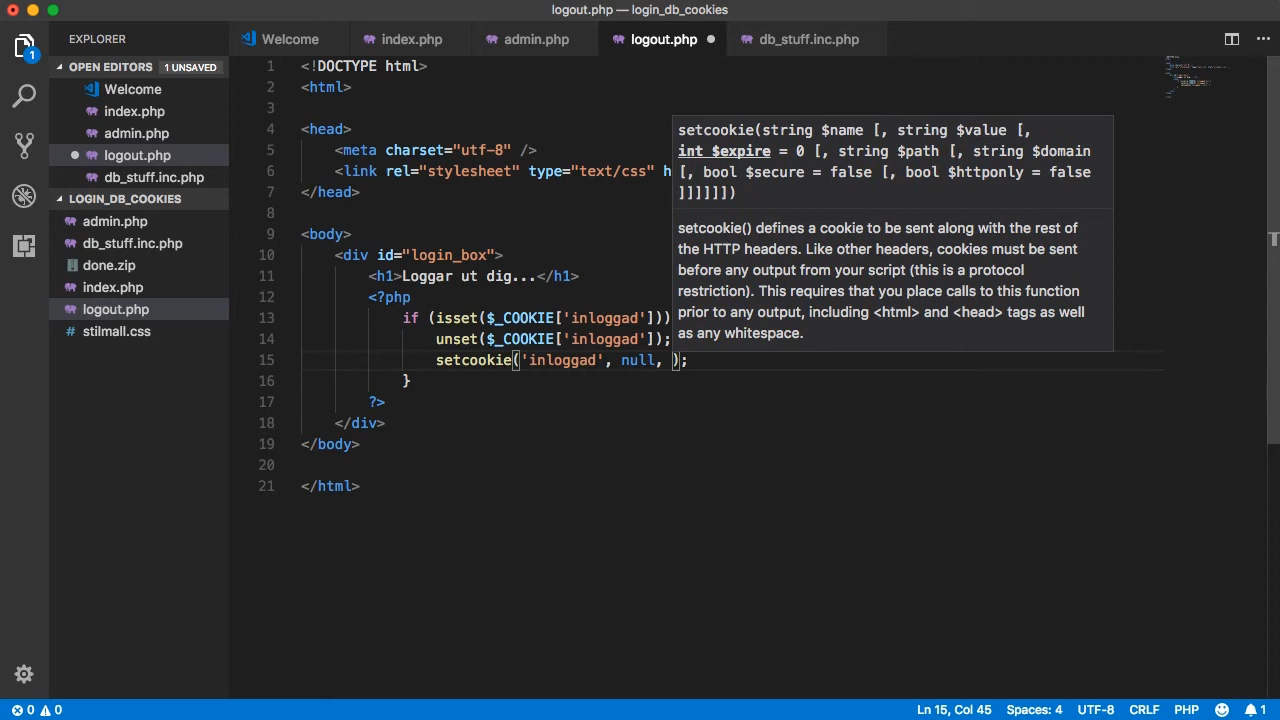 logout.php — login_db_cookies
EXPLORER
OPEN EDITORS 1 UNSAVED
Welcome
index.php
admin.php
logout.php
db_stuff.inc.php
LOGIN_DB_COOKIES
admin.php
db_stuff.inc.php
done.zip
index.php
logout.php
# stilmall.css
1
Welcome index.php admin.php logout.php db_stuff.inc.php
1 <!DOCTYPE html>
2 <html>
3
4 <head>
5 <meta charset="utf-8" />
6 <link rel="stylesheet" type="text/css" h
7 </head>
8
9 <body>
10 <div id="login_box">
11 <h1>Loggar ut dig...</h1>
12 <?php
13 if (isset($_COOKIE['inloggad']))
14 unset($_COOKIE['inloggad']);
15 setcookie('inloggad', null, );
16 }
17 ?>
18 </div>
19 </body>
20
21 </html>
setcookie(string $name [, string $value [,
int $expire = 0 [, string $path [, string $domain
[, bool $secure = false [, bool $httponly = false
]]]]]])
setcookie() defines a cookie to be sent along with the rest of
the HTTP headers. Like other headers, cookies must be sent
before any output from your script (this is a protocol
restriction). This requires that you place calls to this function
prior to any output, including <html> and <head> tags as well
as any whitespace.
0 0 Ln 15, Col 45 Spaces: 4 UTF-8 CRLF PHP 1